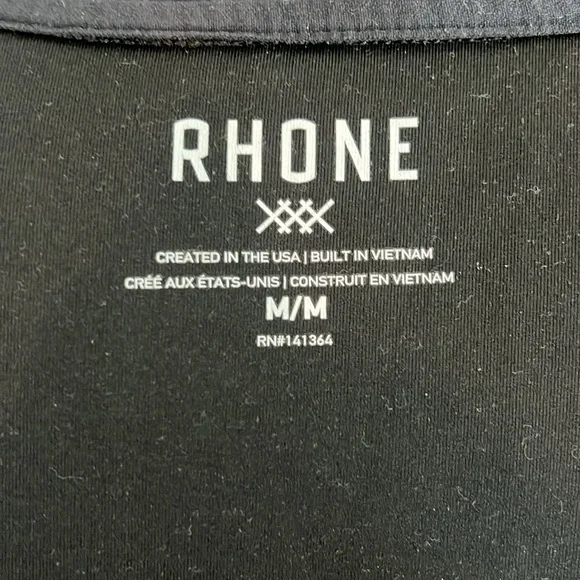 RHONE
CREATED IN THE USA | BUILT IN VIETNAM
CRÉÉ AUX ÉTATS-UNIS | CONSTRUIT EN VIETNAM
M/M
RN#141364